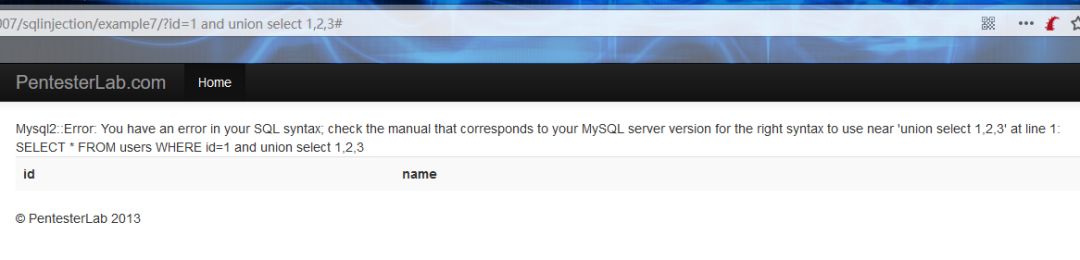 007/sqlinjection/example7/?id=1 and union select 1,2,3#
PentesterLab.com Home
Mysql2::Error: You have an error in your SQL syntax; check the manual that corresponds to your MySQL server version for the right syntax to use near 'union select 1,2,3' at line 1:
SELECT * FROM users WHERE id=1 and union select 1,2,3
id name
© PentesterLab 2013